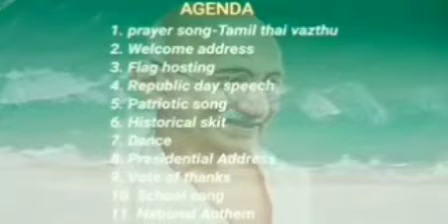 AGENDA
1. prayer song-Tamil thai vazthu
2. Welcome address
3. Flag hosting
4. Republic day speech
5. Patriotic song
6. Historical skit
7. Dance
8. Presidential Address
9. Vote of thanks
10. School song
11. National Anthem